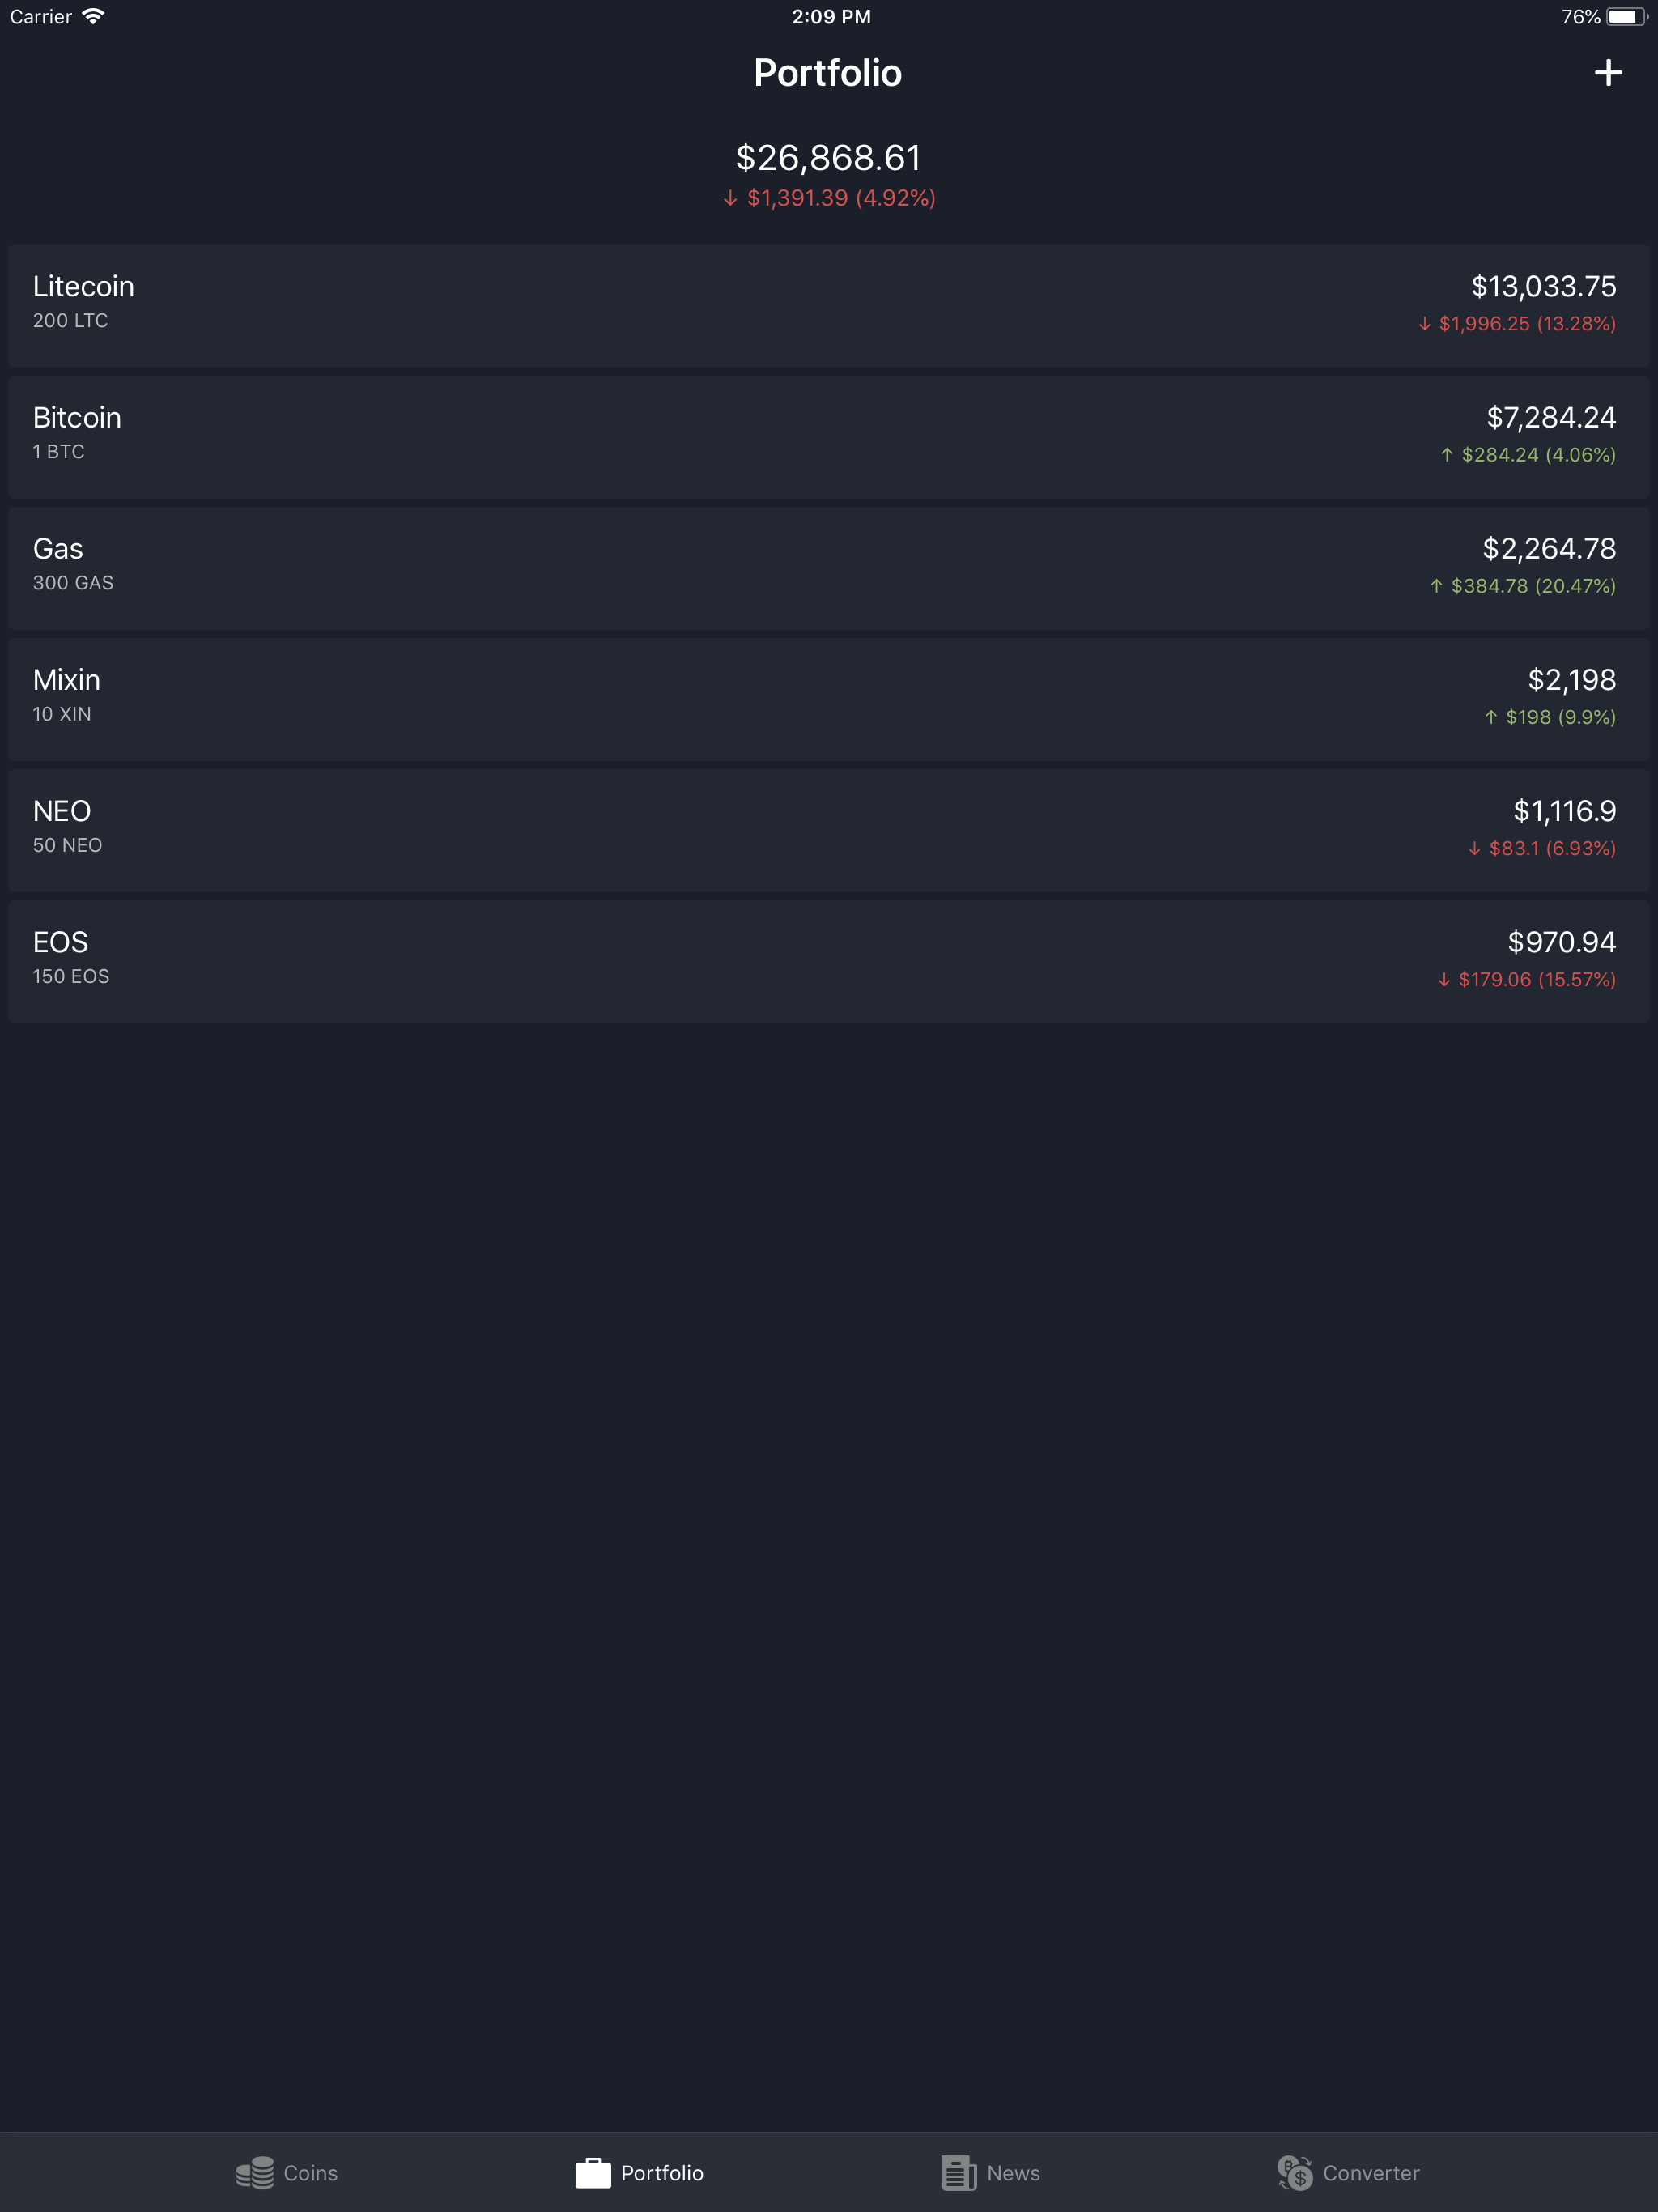 Carrier 2:09 PM 76%
Portfolio +
$26,868.61
↓ $1,391.39 (4.92%)
Litecoin $13,033.75
200 LTC ↓ $1,996.25 (13.28%)
Bitcoin $7,284.24
1 BTC ↑ $284.24 (4.06%)
Gas $2,264.78
300 GAS ↑ $384.78 (20.47%)
Mixin $2,198
10 XIN ↑ $198 (9.9%)
NEO $1,116.9
50 NEO ↓ $83.1 (6.93%)
EOS $970.94
150 EOS ↓ $179.06 (15.57%)
Coins Portfolio News Converter